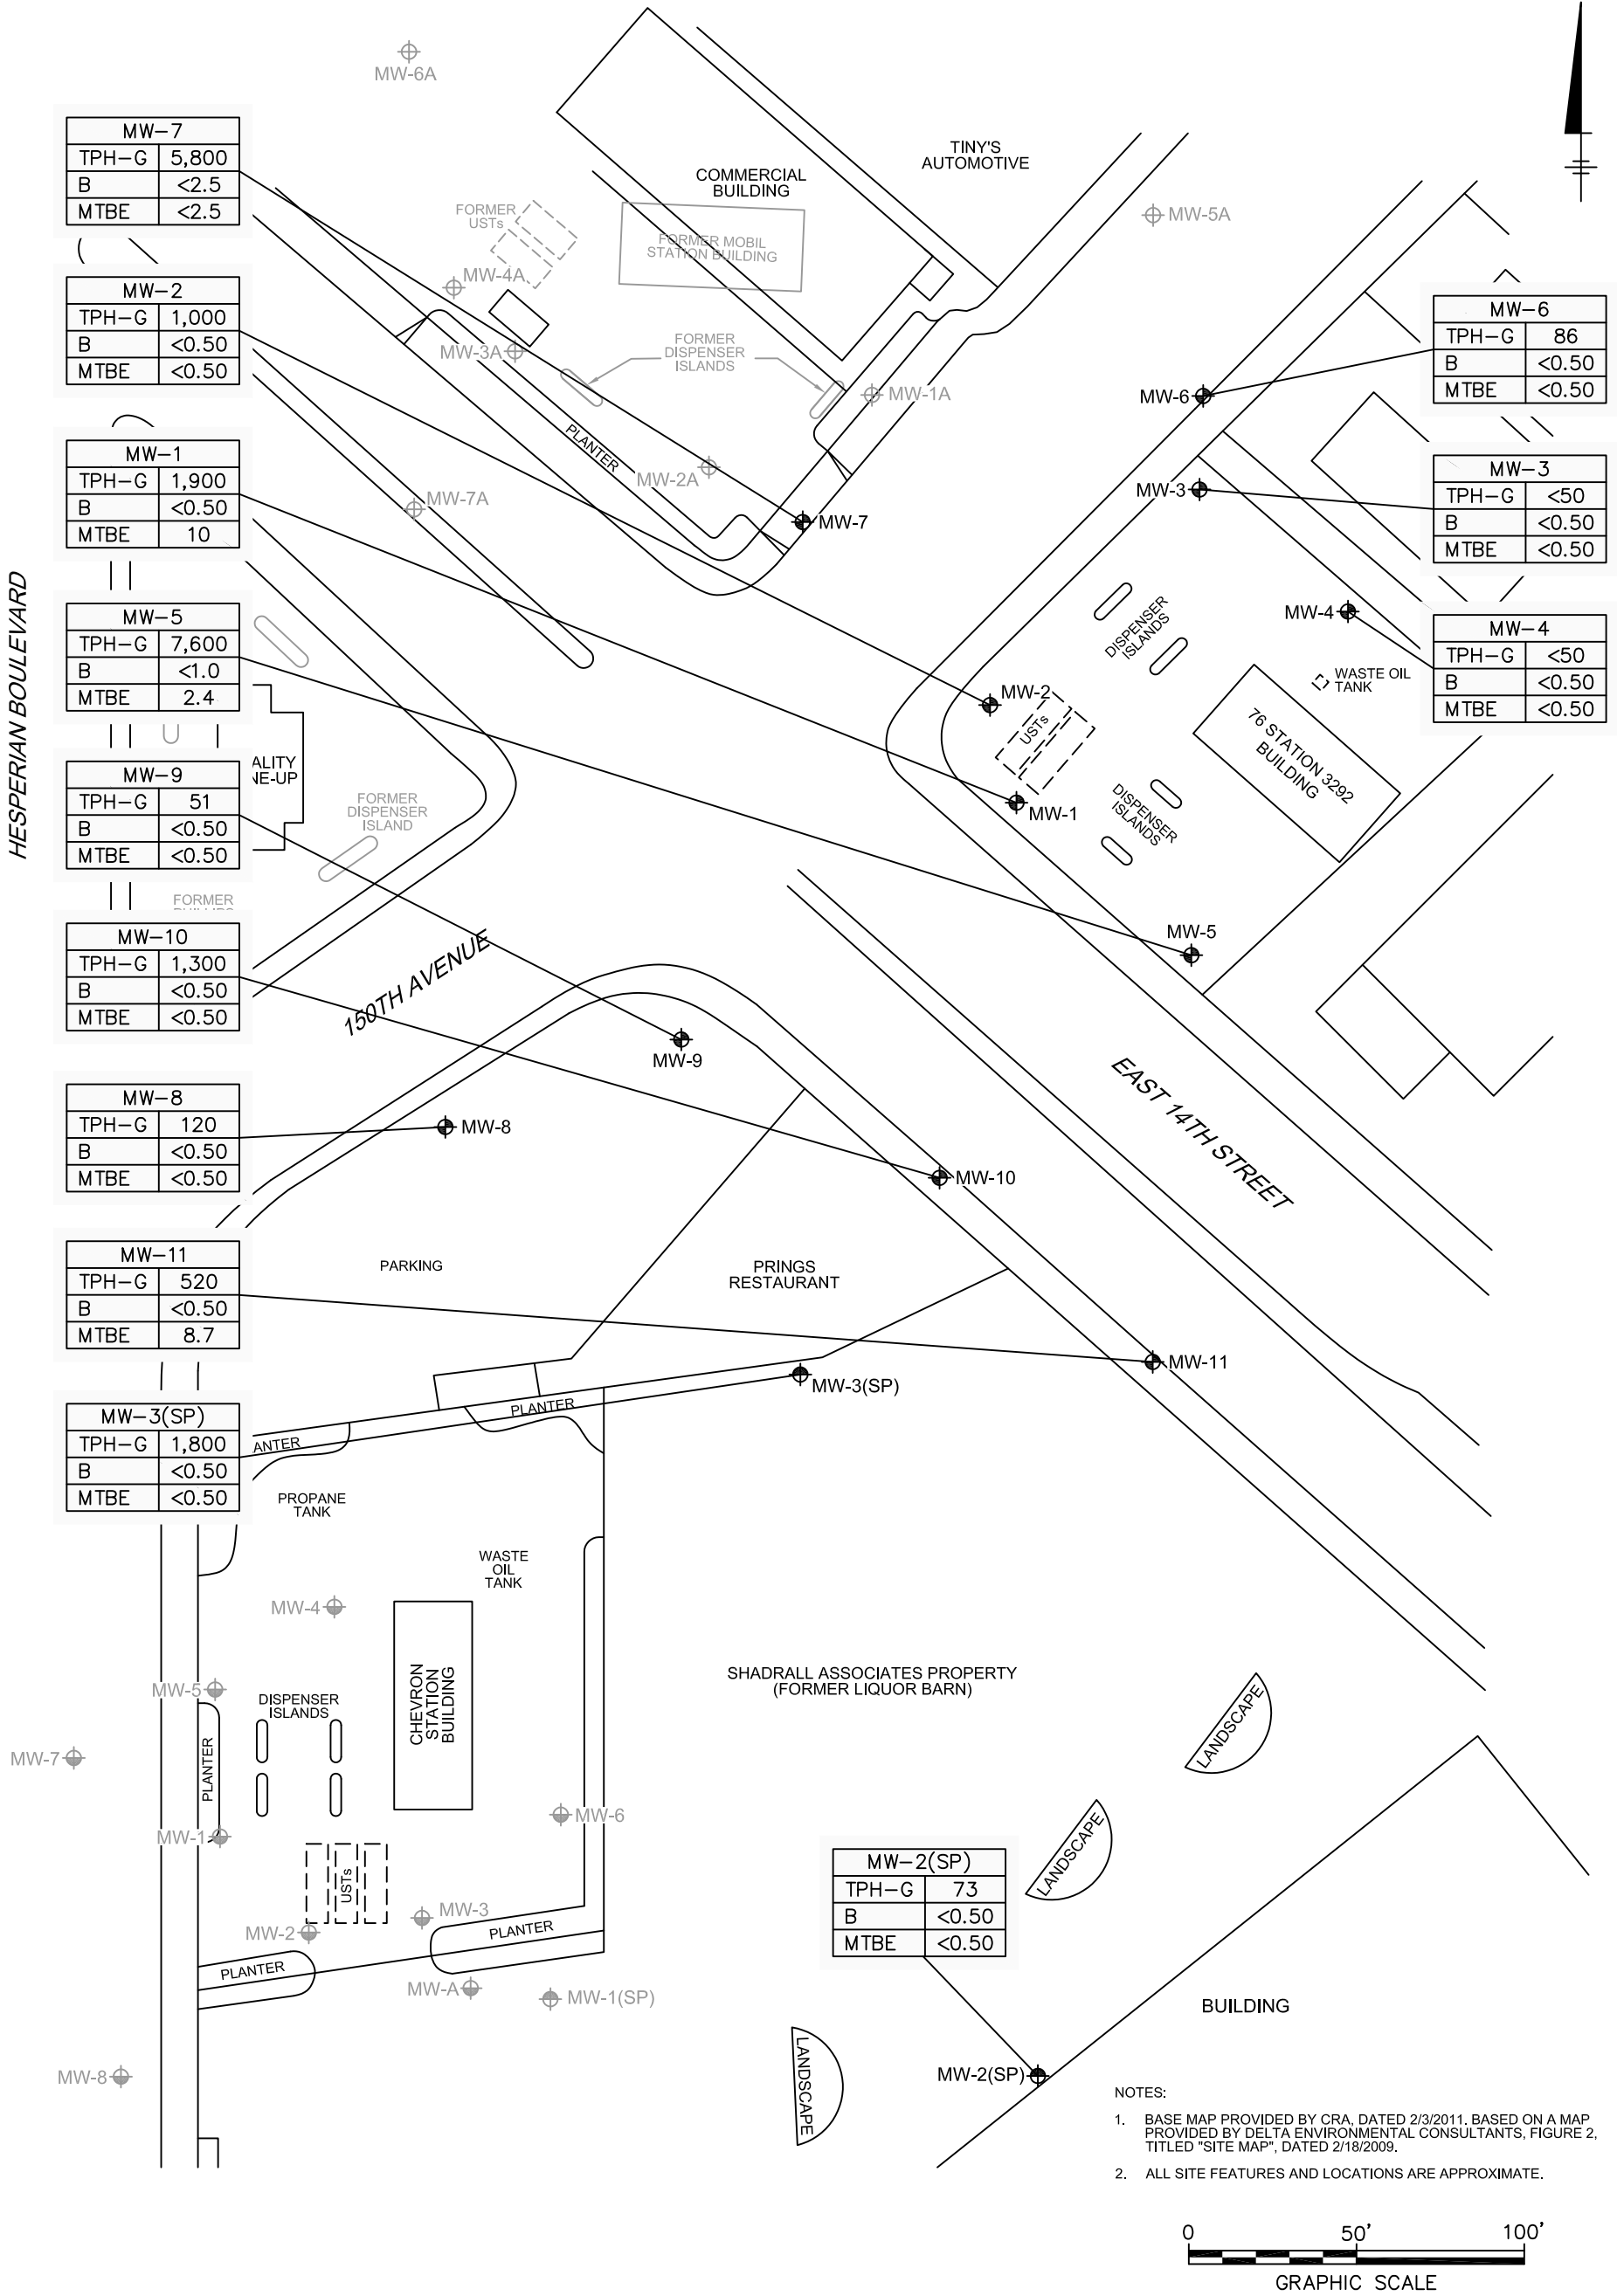 MW-6A
MW-7
TPH-G 5,800
B <2.5
MTBE <2.5
MW-2
TPH-G 1,000
B <0.50
MTBE <0.50
MW-1
TPH-G 1,900
B <0.50
MTBE 10
MW-5
TPH-G 7,600
B <1.0
MTBE 2.4
MW-9
TPH-G 51
B <0.50
MTBE <0.50
MW-10
TPH-G 1,300
B <0.50
MTBE <0.50
MW-8
TPH-G 120
B <0.50
MTBE <0.50
MW-11
TPH-G 520
B <0.50
MTBE 8.7
MW-3(SP)
TPH-G 1,800
B <0.50
MTBE <0.50
MW-6
TPH-G 86
B <0.50
MTBE <0.50
MW-3
TPH-G <50
B <0.50
MTBE <0.50
MW-4
TPH-G <50
B <0.50
MTBE <0.50
TINY'S
AUTOMOTIVE
COMMERCIAL
BUILDING
FORMER
USTs
FORMER MOBIL
STATION BUILDING
MW-5A
MW-4A
MW-3A
FORMER
DISPENSER
ISLANDS
MW-1A
PLANTER
MW-2A
MW-7A
MW-7
MW-6
MW-3
MW-4
DISPENSER
ISLANDS
WASTE OIL
TANK
MW-2
USTs
76 STATION 3292
BUILDING
MW-1
DISPENSER
ISLANDS
MW-5
HESPERIAN BOULEVARD
ALITY
NE-UP
FORMER
DISPENSER
ISLAND
FORMER
150TH AVENUE
MW-9
MW-8
EAST 14TH STREET
MW-10
PARKING
PRINGS
RESTAURANT
MW-11
MW-3(SP)
PLANTER
ANTER
PROPANE
TANK
WASTE
OIL
TANK
MW-4
MW-5
DISPENSER
ISLANDS
CHEVRON
STATION
BUILDING
MW-7
PLANTER
MW-1
MW-6
USTs
MW-2
MW-3
PLANTER
PLANTER
MW-A
MW-1(SP)
MW-8
SHADRALL ASSOCIATES PROPERTY
(FORMER LIQUOR BARN)
LANDSCAPE
LANDSCAPE
MW-2(SP)
TPH-G 73
B <0.50
MTBE <0.50
LANDSCAPE
BUILDING
MW-2(SP)
NOTES:
1. BASE MAP PROVIDED BY CRA, DATED 2/3/2011. BASED ON A MAP
PROVIDED BY DELTA ENVIRONMENTAL CONSULTANTS, FIGURE 2,
TITLED "SITE MAP", DATED 2/18/2009.
2. ALL SITE FEATURES AND LOCATIONS ARE APPROXIMATE.
0 50' 100'
GRAPHIC SCALE